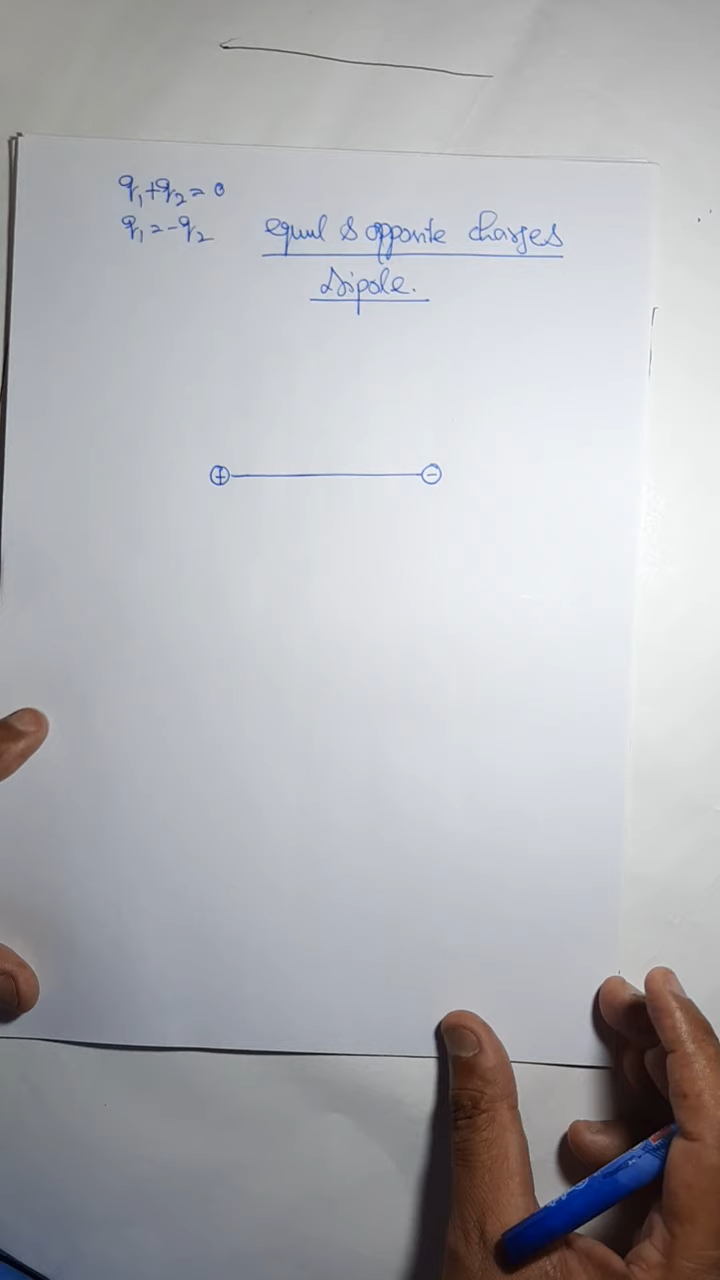 q₁+q₂=0
q₁=-q₂ equal & opposite charges
Dipole.
+ -